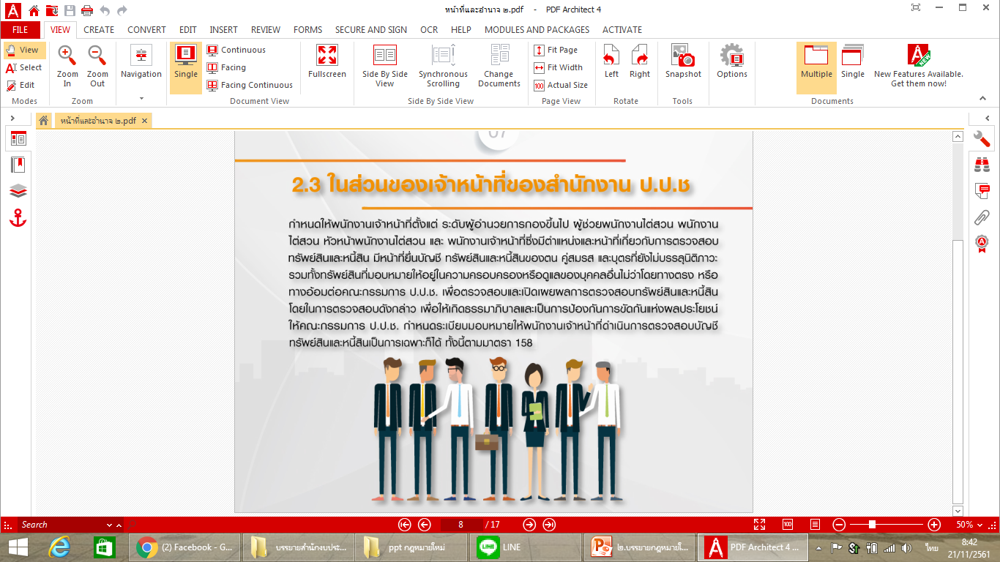 หน้าที่และอำนาจ ๒.pdf - PDF Architect 4
FILE VIEW CREATE CONVERT EDIT INSERT REVIEW FORMS SECURE AND SIGN OCR HELP MODULES AND PACKAGES ACTIVATE
View
Select
Edit
Modes
Zoom In
Zoom Out
Zoom
Navigation
Single
Continuous
Facing
Facing Continuous
Document View
Fullscreen
Side By Side View
Synchronous Scrolling
Change Documents
Side By Side View
Fit Page
Fit Width
100 Actual Size
Page View
Left
Right
Rotate
Snapshot
Tools
Options
Multiple
Single
NEW
New Features Available. Get them now!
Documents
หน้าที่และอำนาจ ๒.pdf
07
2.3 ในส่วนของเจ้าหน้าที่ของสำนักงาน ป.ป.ช
กำหนดให้พนักงานเจ้าหน้าที่ตั้งแต่ ระดับผู้อำนวยการกองขึ้นไป ผู้ช่วยพนักงานไต่สวน พนักงาน
ไต่สวน หัวหน้าพนักงานไต่สวน และ พนักงานเจ้าหน้าที่ซึ่งมีตำแหน่งและหน้าที่เกี่ยวกับการตรวจสอบ
ทรัพย์สินและหนี้สิน มีหน้าที่ยื่นบัญชี ทรัพย์สินและหนี้สินของตน คู่สมรส และบุตรที่ยังไม่บรรลุนิติภาวะ
รวมทั้งทรัพย์สินที่มอบหมายให้อยู่ในความครอบครองหรือดูแลของบุคคลอื่นไม่ว่าโดยทางตรง หรือ
ทางอ้อมต่อคณะกรรมการ ป.ป.ช. เพื่อตรวจสอบและเปิดเผยผลการตรวจสอบทรัพย์สินและหนี้สิน
โดยในการตรวจสอบดังกล่าว เพื่อให้เกิดธรรมาภิบาลและเป็นการป้องกันการขัดกันแห่งผลประโยชน์
ให้คณะกรรมการ ป.ป.ช. กำหนดระเบียบมอบหมายให้พนักงานเจ้าหน้าที่ดำเนินการตรวจสอบบัญชี
ทรัพย์สินและหนี้สินเป็นการเฉพาะก็ได้ ทั้งนี้ตามมาตรา 158
Search
8 / 17
100
50%
(2) Facebook - G...
บรรยายสำนักงบประ...
ppt กฎหมายใหม่
LINE
๒.บรรยายกฎหมายใ...
PDF Architect 4 ...
ไทย
8:42
21/11/2561